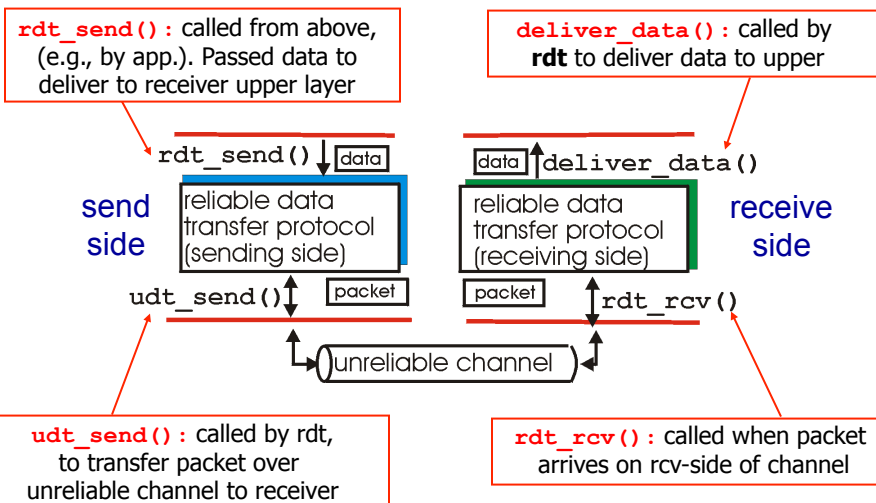 rdt_send(): called from above,
(e.g., by app.). Passed data to
deliver to receiver upper layer
deliver_data(): called by
rdt to deliver data to upper
rdt_send()
data
data
deliver_data()
send
side
reliable data
transfer protocol
(sending side)
reliable data
transfer protocol
(receiving side)
receive
side
udt_send()
packet
packet
rdt_rcv()
unreliable channel
udt_send(): called by rdt,
to transfer packet over
unreliable channel to receiver
rdt_rcv(): called when packet
arrives on rcv-side of channel